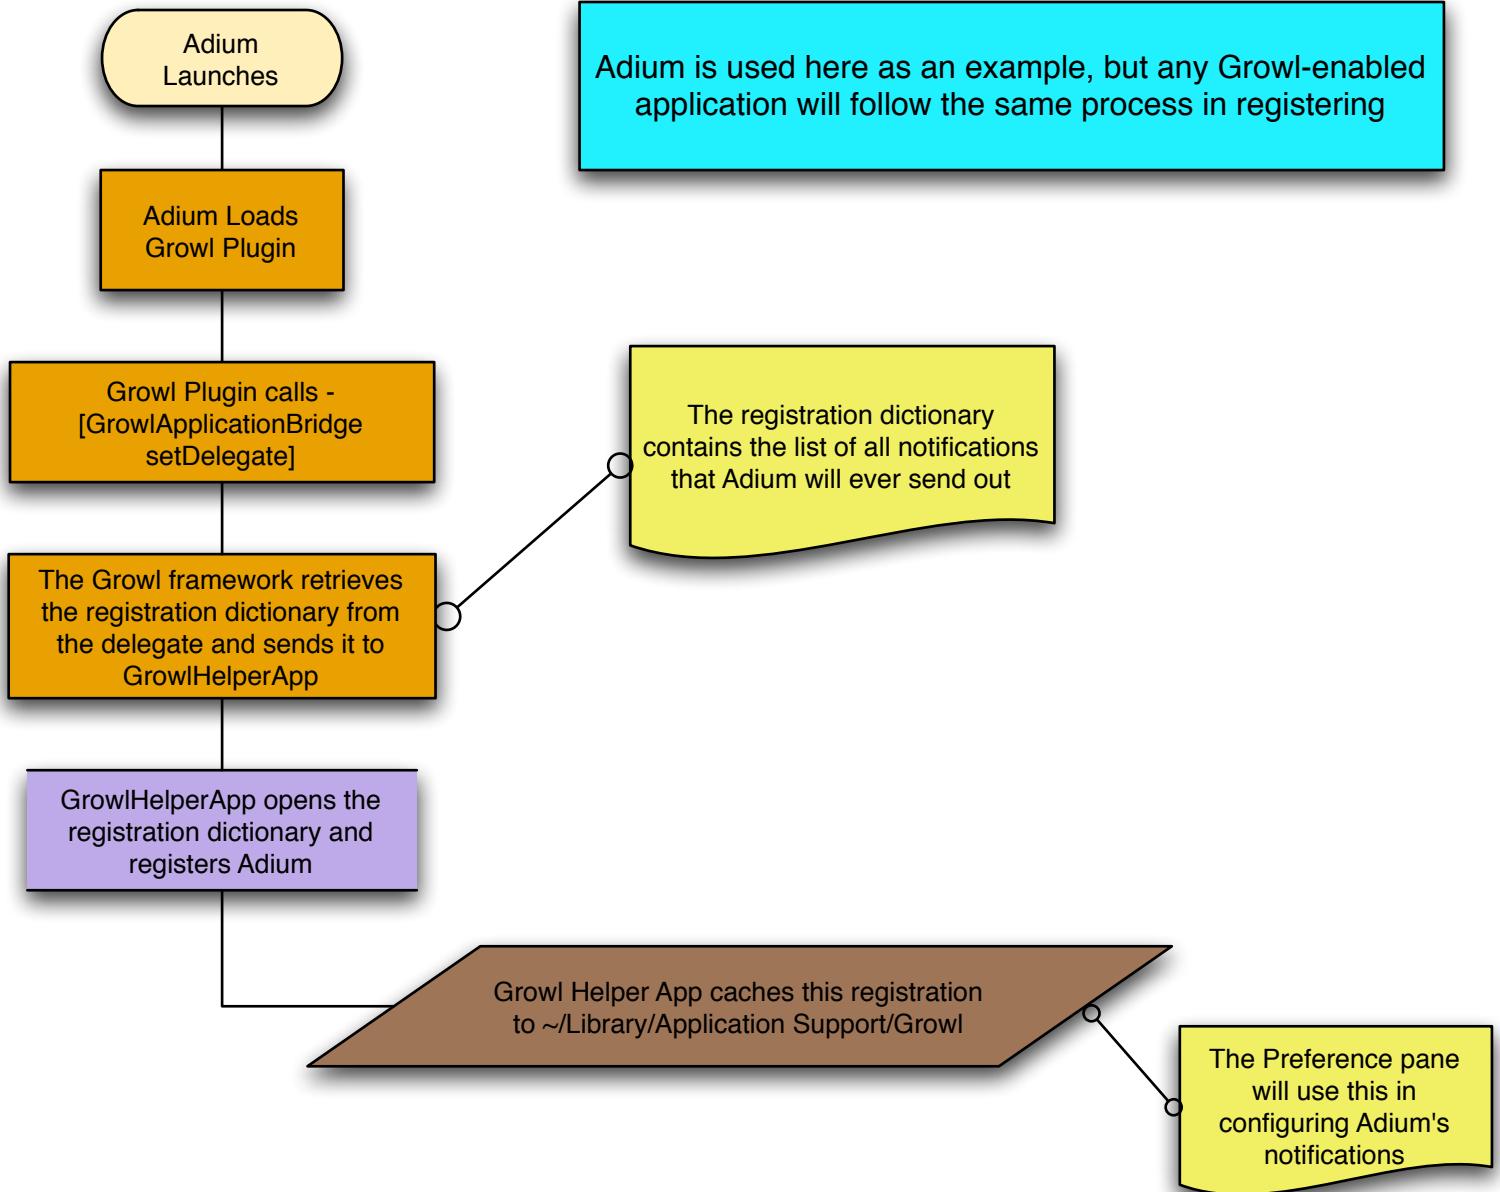 Adium
Launches
Adium is used here as an example, but any Growl-enabled
application will follow the same process in registering
Adium Loads
Growl Plugin
Growl Plugin calls -
[GrowlApplicationBridge
setDelegate]
The registration dictionary
contains the list of all notifications
that Adium will ever send out
The Growl framework retrieves
the registration dictionary from
the delegate and sends it to
GrowlHelperApp
GrowlHelperApp opens the
registration dictionary and
registers Adium
Growl Helper App caches this registration
to ~/Library/Application Support/Growl
The Preference pane
will use this in
configuring Adium's
notifications